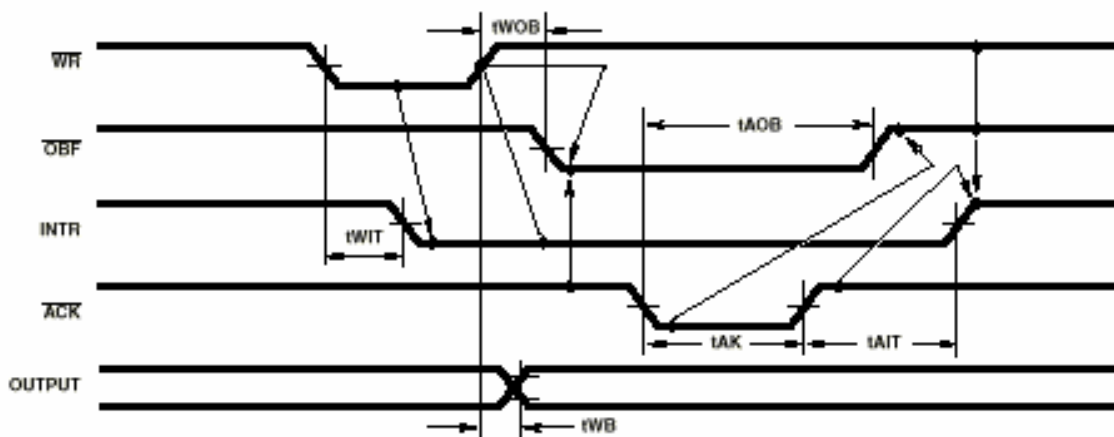 tWOB
WR
tAOB
OBF
INTR
tWIT
ACK
tAK
tAIT
OUTPUT
tWB